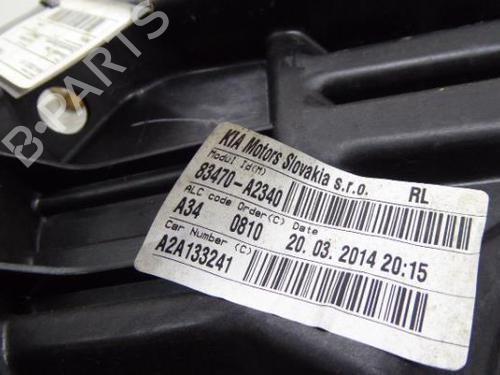 B-PARTS
KIA Motors Slovakia s.r.o.
Modul Id(M)
RL
83470-A2340
ALC code Order(C) Date
A34 0810 20. 03. 2014 20:15
Car Number (C)
A2A133241